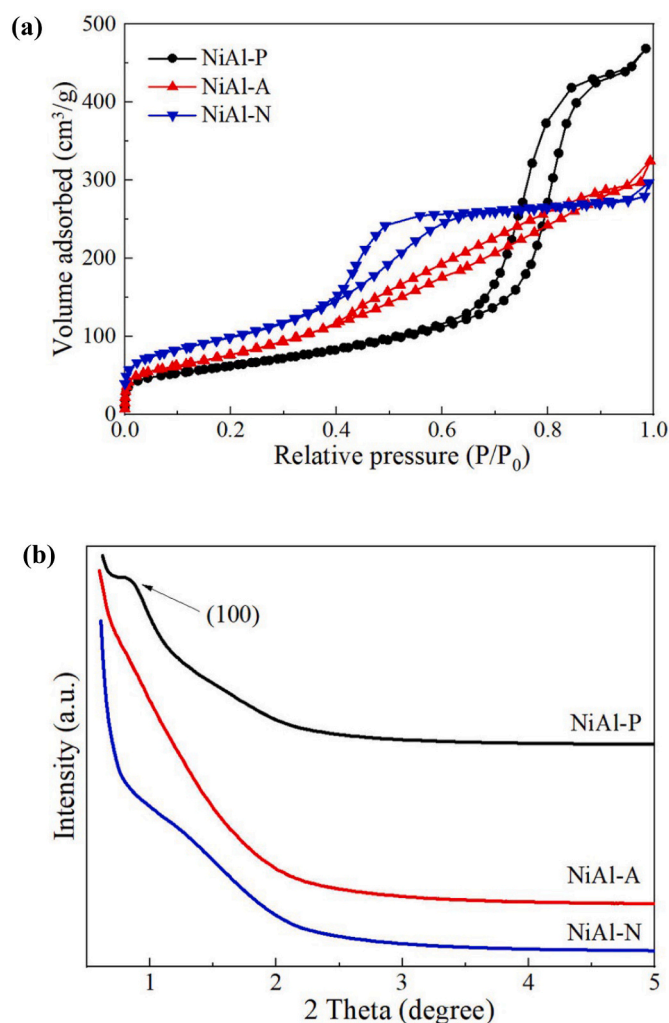 (a)
500
400
300
200
100
0
NiAl-P
NiAl-A
NiAl-N
Volume adsorbed (cm³/g)
0.0 0.2 0.4 0.6 0.8 1.0
Relative pressure (P/P₀)
(b)
(100)
Intensity (a.u.)
NiAl-P
NiAl-A
NiAl-N
1 2 3 4 5
2 Theta (degree)